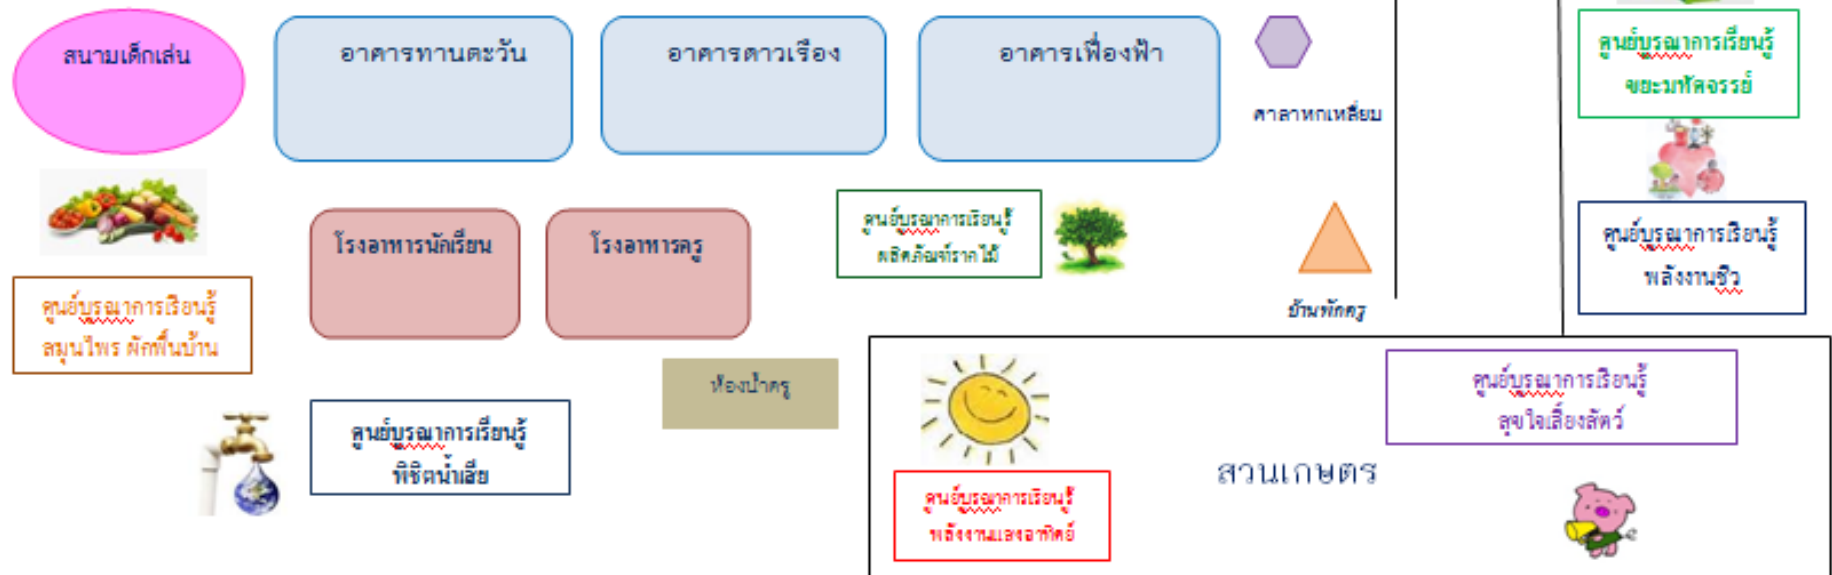 สนามเด็กเล่น
อาคารทานตะวัน
อาคารดาวเรือง
อาคารเฟื่องฟ้า
ศาลาหกเหลี่ยม
ศูนย์บูรณาการเรียนรู้
ขยะมหัศจรรย์
ศูนย์บูรณาการเรียนรู้
พลังงานชีว
โรงอาหารนักเรียน
โรงอาหารครู
ศูนย์บูรณาการเรียนรู้
ผลิตภัณฑ์รากไม้
บ้านพักครู
ศูนย์บูรณาการเรียนรู้
สมุนไพร ผักพื้นบ้าน
ห้องน้ำครู
ศูนย์บูรณาการเรียนรู้
พิชิตน้ำเสีย
ศูนย์บูรณาการเรียนรู้
สุขใจเลี้ยงสัตว์
สวนเกษตร
ศูนย์บูรณาการเรียนรู้
พลังงานแสงอาทิตย์